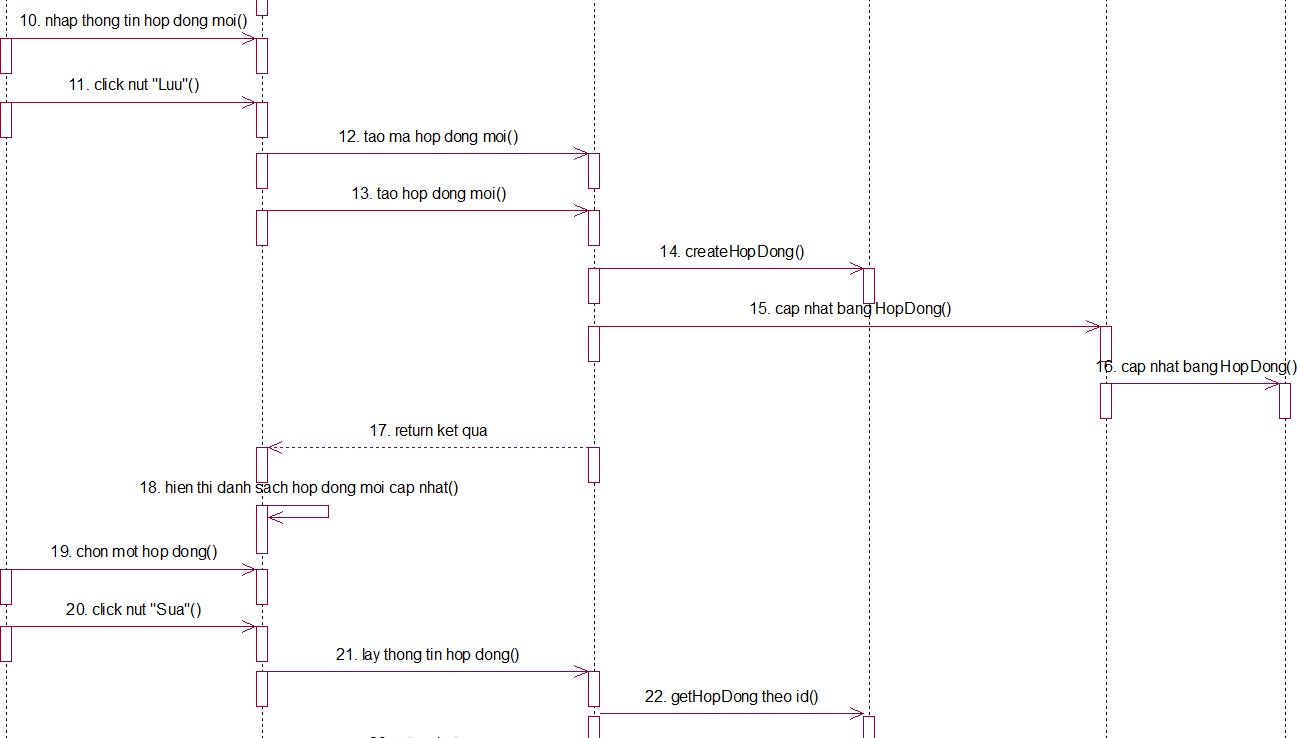 10. nhap thong tin hop dong moi()
11. click nut "Luu"()
12. tao ma hop dong moi()
13. tao hop dong moi()
14. createHopDong()
15. cap nhat bang HopDong()
16. cap nhat bang HopDong()
17. return ket qua
18. hien thi danh sach hop dong moi cap nhat()
19. chon mot hop dong()
20. click nut "Sua"()
21. lay thong tin hop dong()
22. getHopDong theo id()